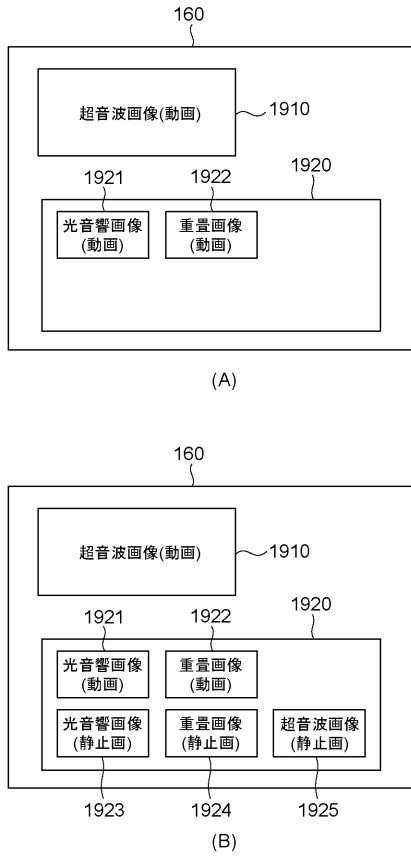 160
超音波画像(動画)
1910
1921
1922
1920
光音響画像
(動画)
重畳画像
(動画)
(A)
160
超音波画像(動画)
1910
1921
1922
1920
光音響画像
(動画)
重畳画像
(動画)
光音響画像
(静止画)
重畳画像
(静止画)
超音波画像
(静止画)
1923
1924
1925
(B)